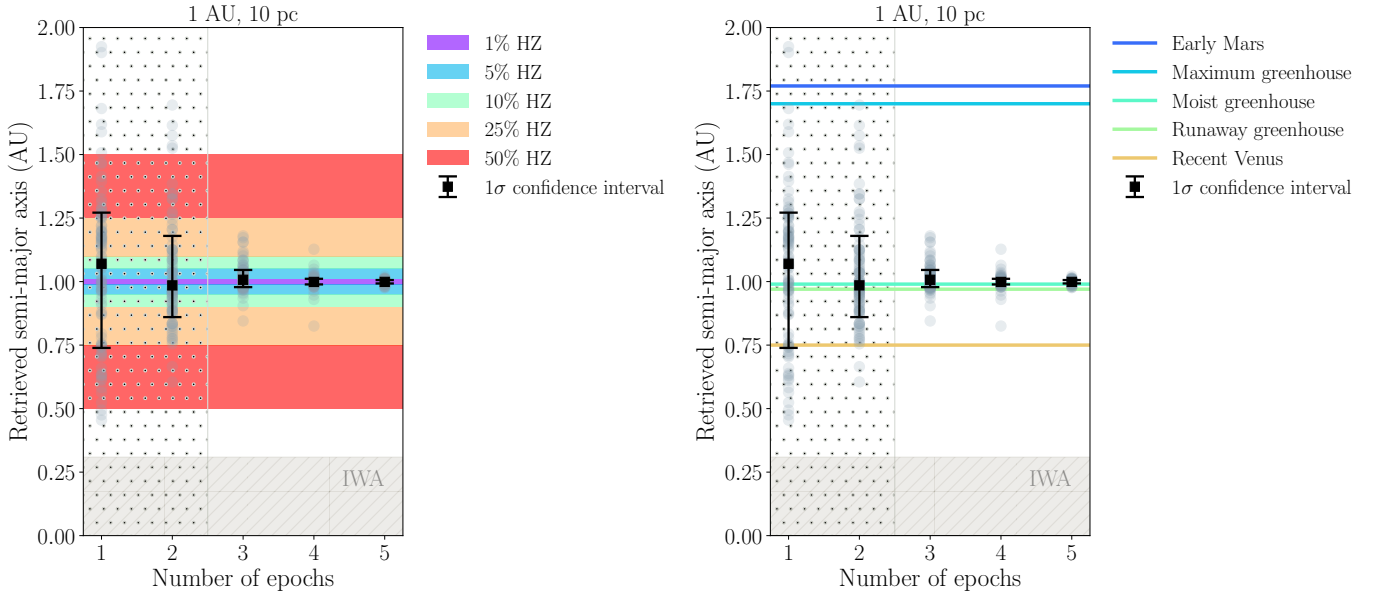 1 AU, 10 pc
Retrieved semi-major axis (AU)
2.00
1.75
1.50
1.25
1.00
0.75
0.50
0.25
0.00
IWA
1 2 3 4 5
Number of epochs
1% HZ
5% HZ
10% HZ
25% HZ
50% HZ
1σ confidence interval
1 AU, 10 pc
Retrieved semi-major axis (AU)
2.00
1.75
1.50
1.25
1.00
0.75
0.50
0.25
0.00
IWA
1 2 3 4 5
Number of epochs
Early Mars
Maximum greenhouse
Moist greenhouse
Runaway greenhouse
Recent Venus
1σ confidence interval